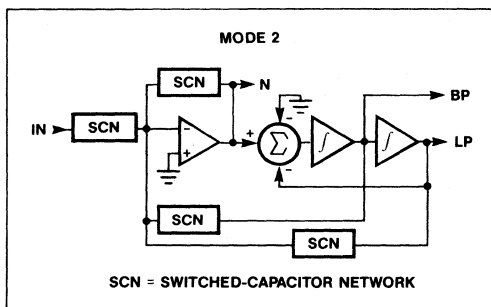 MODE 2
SCN
N
BP
IN
SCN
-
+
+
-
Σ
-
∫
∫
LP
SCN
SCN
SCN = SWITCHED-CAPACITOR NETWORK